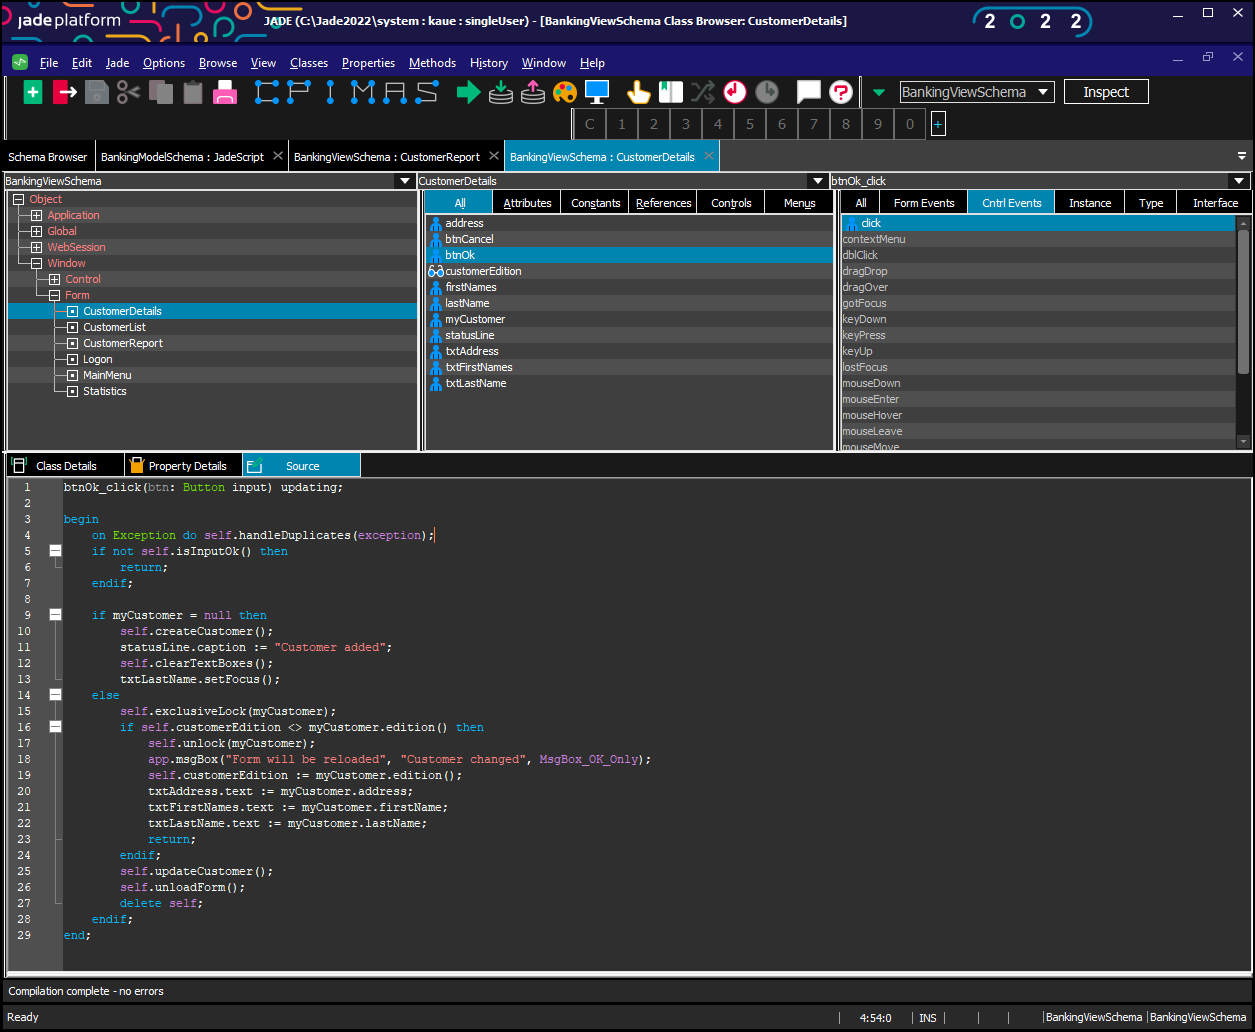 jadeplatform
JADE (C:\Jade2022\system : kaue : singleUser) - [BankingViewSchema Class Browser: CustomerDetails]
2 0 2 2
File Edit Jade Options Browse View Classes Properties Methods History Window Help
C P I M A S
BankingViewSchema
Inspect
C 1 2 3 4 5 6 7 8 9 0 +
Schema Browser
BankingModelSchema : JadeScript
BankingViewSchema : CustomerReport
BankingViewSchema : CustomerDetails
BankingViewSchema
Object
Application
Global
WebSession
Window
Control
Form
CustomerDetails
CustomerList
CustomerReport
Logon
MainMenu
Statistics
CustomerDetails
All Attributes Constants References Controls Menus
address
btnCancel
btnOk
customerEdition
firstNames
lastName
myCustomer
statusLine
txtAddress
txtFirstNames
txtLastName
btnOk_click
All Form Events Cntrl Events Instance Type Interface
click
contextMenu
dblClick
dragDrop
dragOver
gotFocus
keyDown
keyPress
keyUp
lostFocus
mouseDown
mouseEnter
mouseHover
mouseLeave
mouseMove
Class Details Property Details Source
1 btnOk_click(btn: Button input) updating;
2
3 begin
4 on Exception do self.handleDuplicates(exception);
5 if not self.isInputOk() then
6 return;
7 endif;
8
9 if myCustomer = null then
10 self.createCustomer();
11 statusLine.caption := "Customer added";
12 self.clearTextBoxes();
13 txtLastName.setFocus();
14 else
15 self.exclusiveLock(myCustomer);
16 if self.customerEdition <> myCustomer.edition() then
17 self.unlock(myCustomer);
18 app.msgBox("Form will be reloaded", "Customer changed", MsgBox_OK_Only);
19 self.customerEdition := myCustomer.edition();
20 txtAddress.text := myCustomer.address;
21 txtFirstNames.text := myCustomer.firstName;
22 txtLastName.text := myCustomer.lastName;
23 return;
24 endif;
25 self.updateCustomer();
26 self.unloadForm();
27 delete self;
28 endif;
29 end;
Compilation complete - no errors
Ready
4:54:0
INS
BankingViewSchema
BankingViewSchema